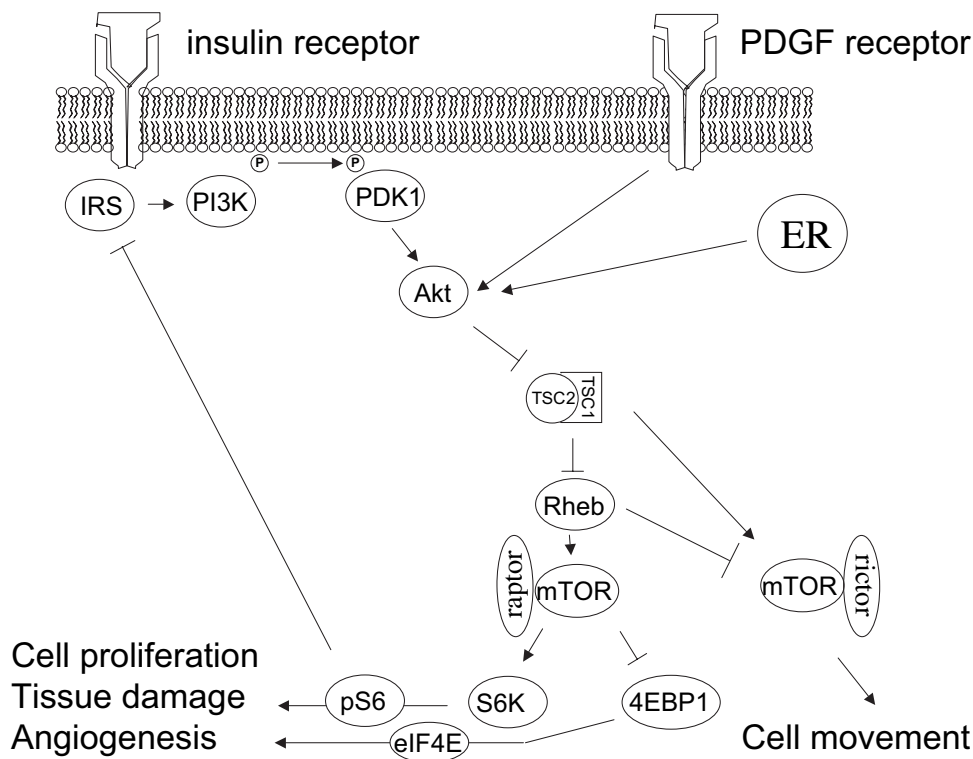 insulin receptor
PDGF receptor
P
P
IRS
PI3K
PDK1
ER
Akt
TSC2
TSC1
Rheb
raptor
mTOR
mTOR
rictor
Cell proliferation
Tissue damage
Angiogenesis
pS6
S6K
4EBP1
eIF4E
Cell movement